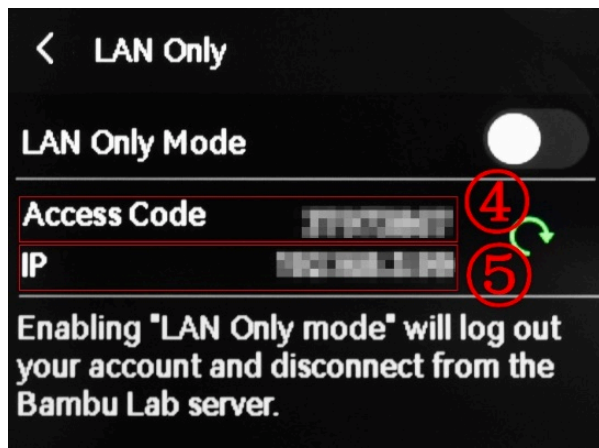 < LAN Only
LAN Only Mode
Access Code ④
IP ⑤
Enabling "LAN Only mode" will log out
your account and disconnect from the
Bambu Lab server.